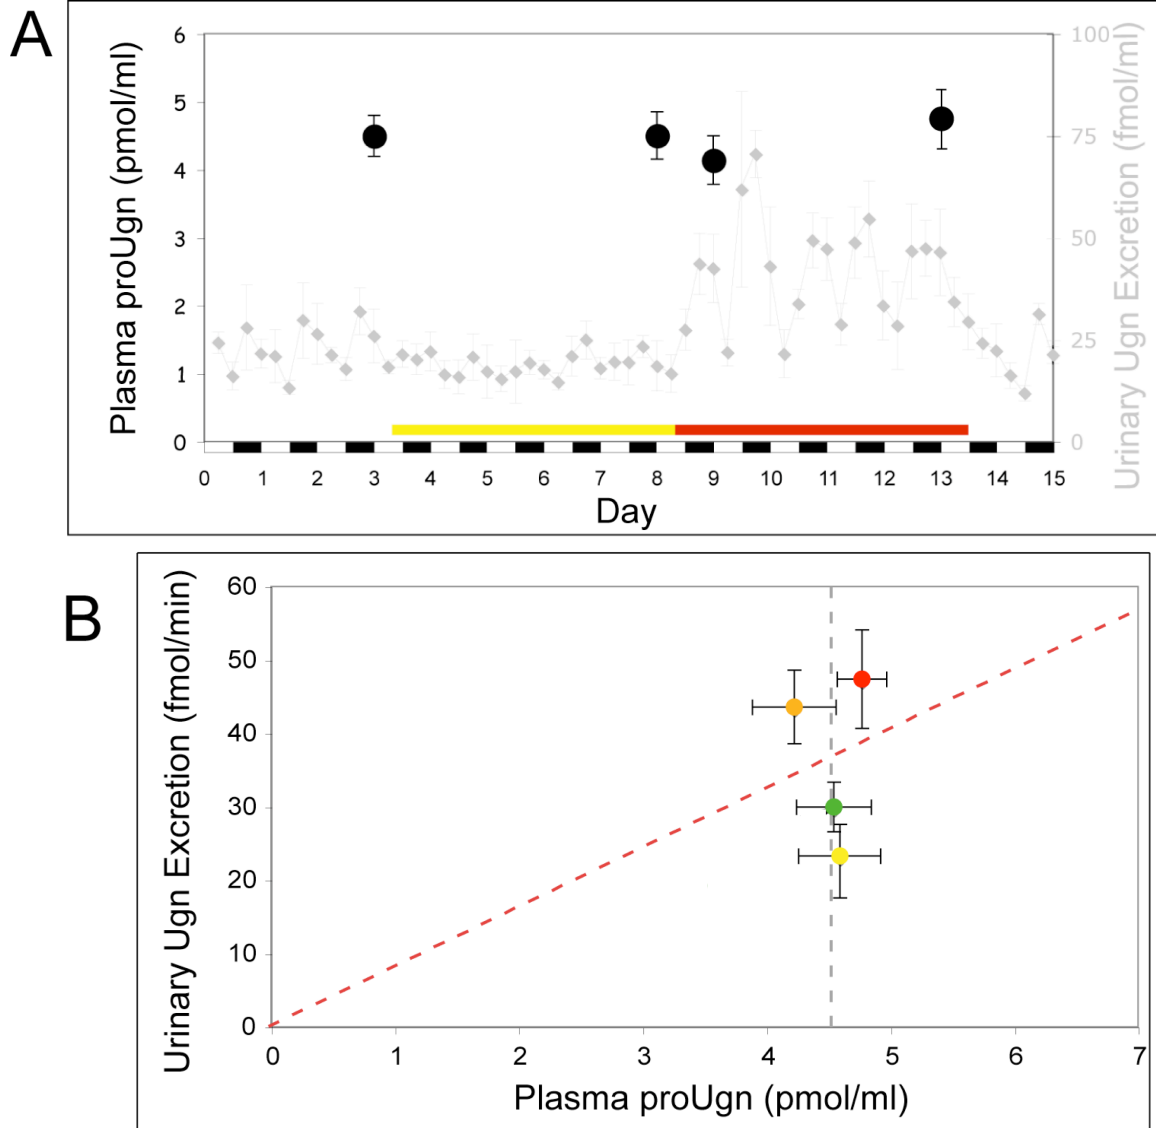 A
Plasma proUgn (pmol/ml)
6
5
4
3
2
1
0
100
75
50
25
0
Urinary Ugn Excretion (fmol/ml)
0 1 2 3 4 5 6 7 8 9 10 11 12 13 14 15
Day
B
Urinary Ugn Excretion (fmol/min)
60
50
40
30
20
10
0
0 1 2 3 4 5 6 7
Plasma proUgn (pmol/ml)